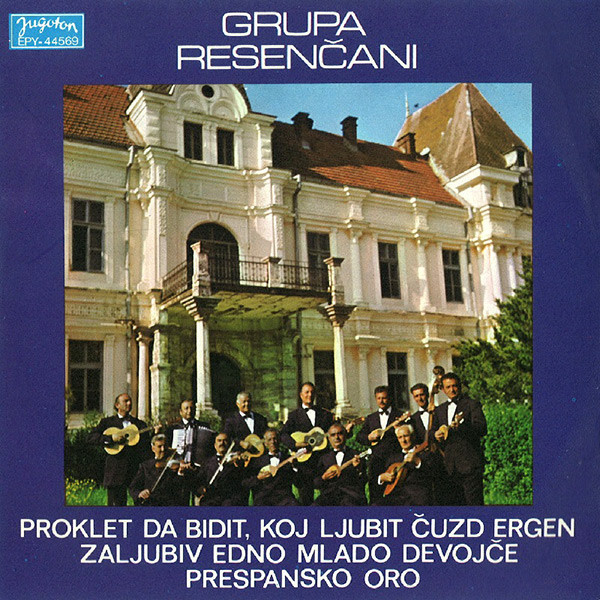 Jugoton
EPY-44569
GRUPA
RESENČANI
PROKLET DA BIDIT, KOJ LJUBIT ČUZD ERGEN
ZALJUBIV EDNO MLADO DEVOJČE
PRESPANSKO ORO